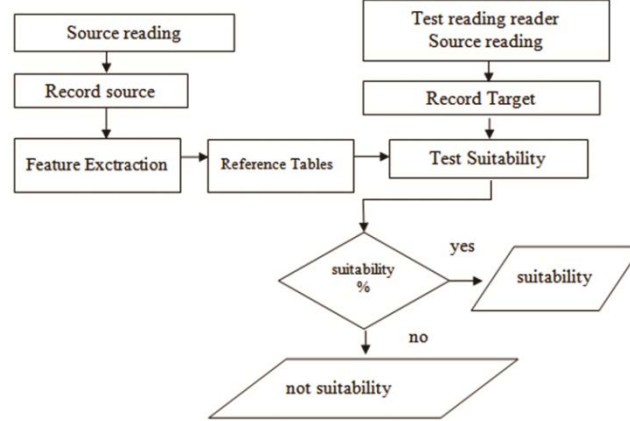 Source reading
Test reading reader
Source reading
Record source
Record Target
Feature Exctraction
Reference Tables
Test Suitability
suitability
%
yes
suitability
no
not suitability